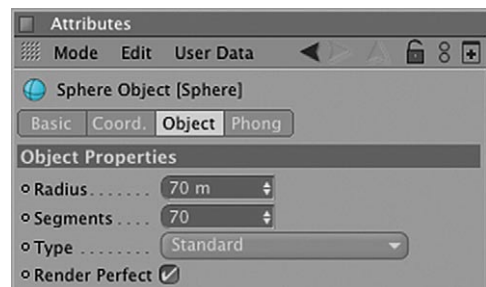 Attributes
Mode Edit User Data
Sphere Object [Sphere]
Basic Coord. Object Phong
Object Properties
Radius....... 70 m
Segments.... 70
Type........ Standard
Render Perfect